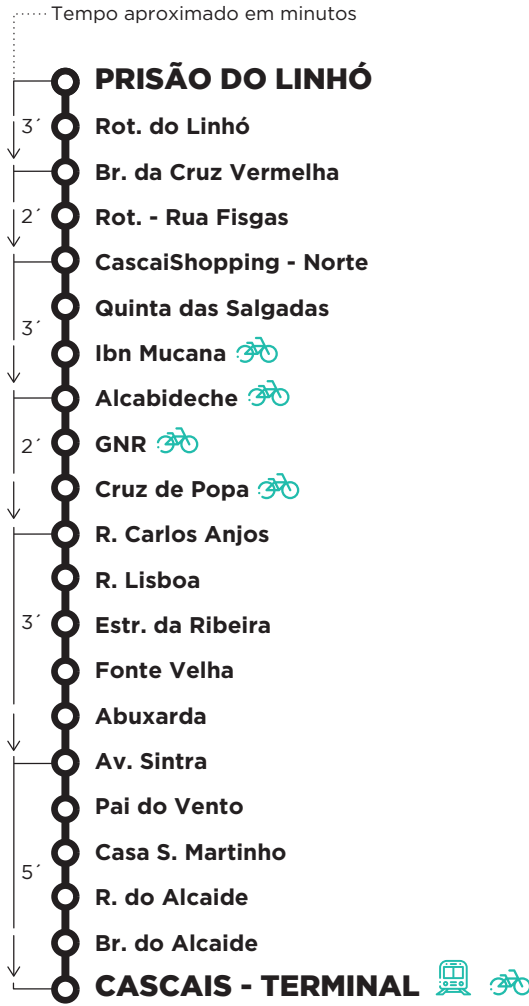 Tempo aproximado em minutos
PRISÃO DO LINHÓ
3´ Rot. do Linhó
Br. da Cruz Vermelha
2´ Rot. - Rua Fisgas
CascaiShopping - Norte
Quinta das Salgadas
3´
Ibn Mucana
Alcabideche
2´ GNR
Cruz de Popa
R. Carlos Anjos
R. Lisboa
3´ Estr. da Ribeira
Fonte Velha
Abuxarda
Av. Sintra
Pai do Vento
Casa S. Martinho
5´
R. do Alcaide
Br. do Alcaide
CASCAIS - TERMINAL